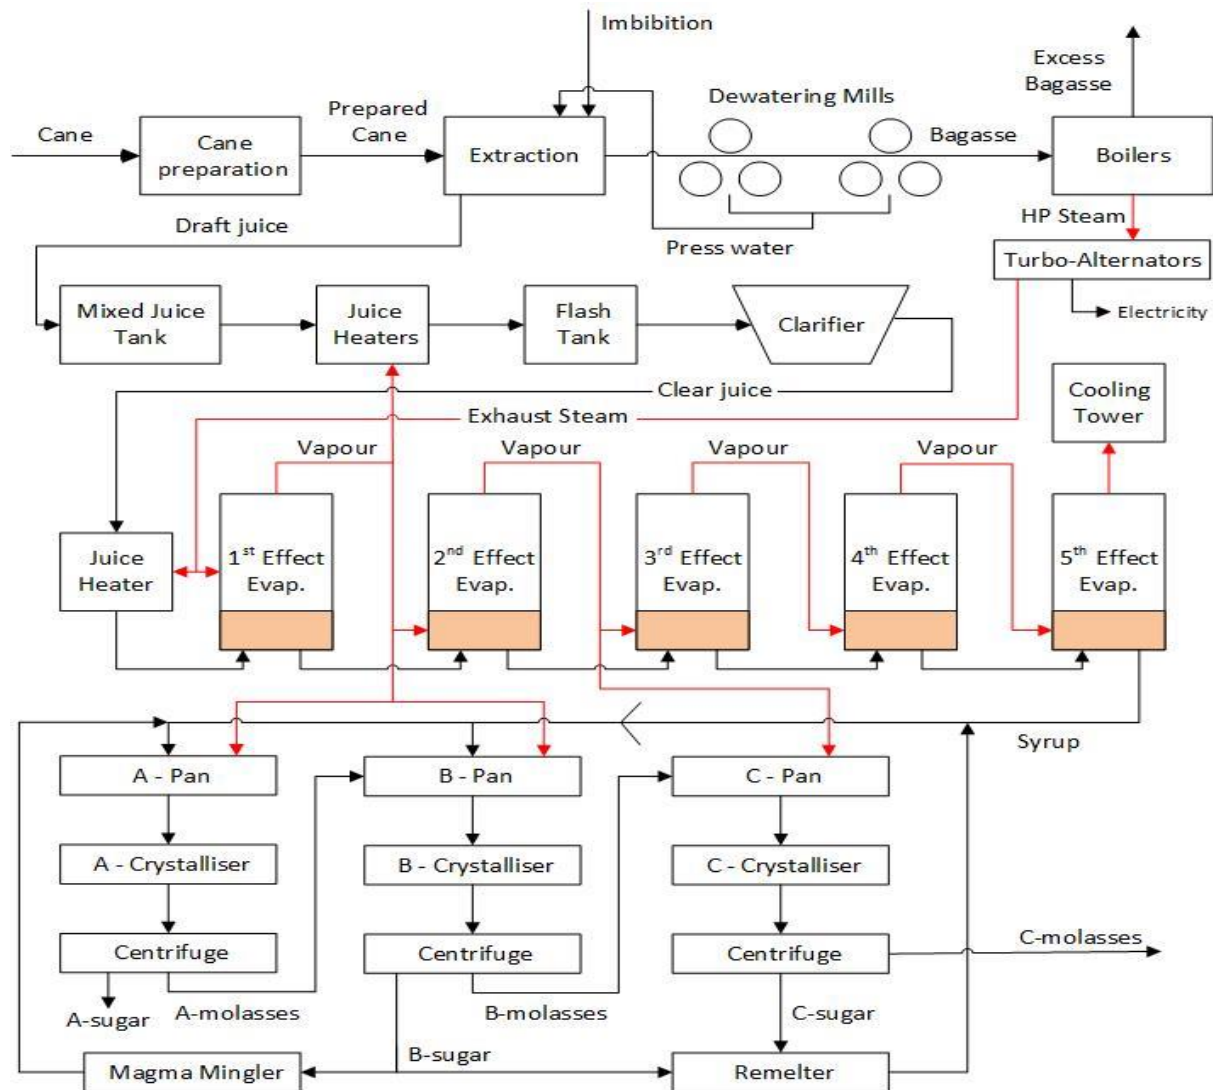 Imbibition
Excess
Bagasse
Dewatering Mills
Prepared
Cane
Cane
Bagasse
Cane
preparation
Extraction
Boilers
HP Steam
Draft juice
Press water
Turbo-Alternators
Mixed Juice
Tank
Juice
Heaters
Flash
Tank
Clarifier
Electricity
Clear juice
Exhaust Steam
Cooling
Tower
Vapour
Vapour
Vapour
Vapour
Juice
Heater
1st Effect
Evap.
2nd Effect
Evap.
3rd Effect
Evap.
4th Effect
Evap.
5th Effect
Evap.
Syrup
A - Pan
B - Pan
C - Pan
A - Crystalliser
B - Crystalliser
C - Crystalliser
Centrifuge
Centrifuge
Centrifuge
C-molasses
A-sugar
A-molasses
B-molasses
C-sugar
B-sugar
Magma Mingler
Remelter